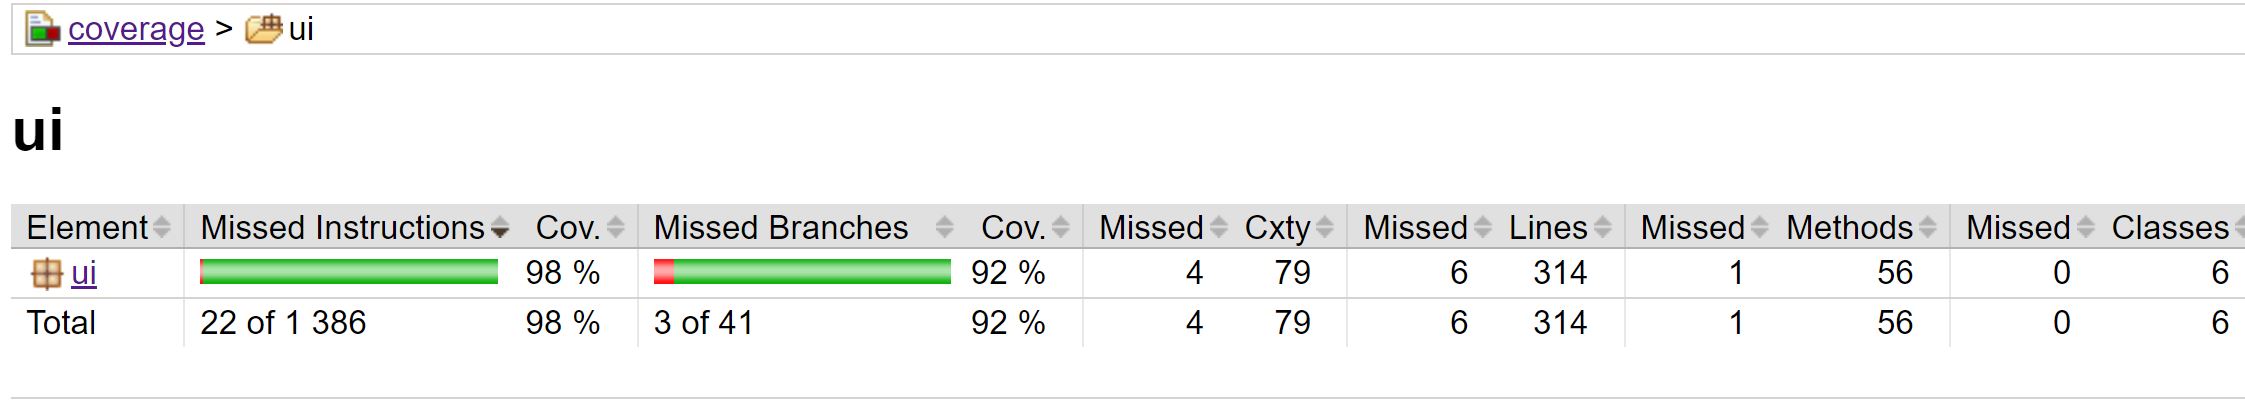 coverage > ui
ui
Element Missed Instructions Cov. Missed Branches Cov. Missed Cxty Missed Lines Missed Methods Missed Classes
ui 98 % 92 % 4 79 6 314 1 56 0 6
Total 22 of 1 386 98 % 3 of 41 92 % 4 79 6 314 1 56 0 6